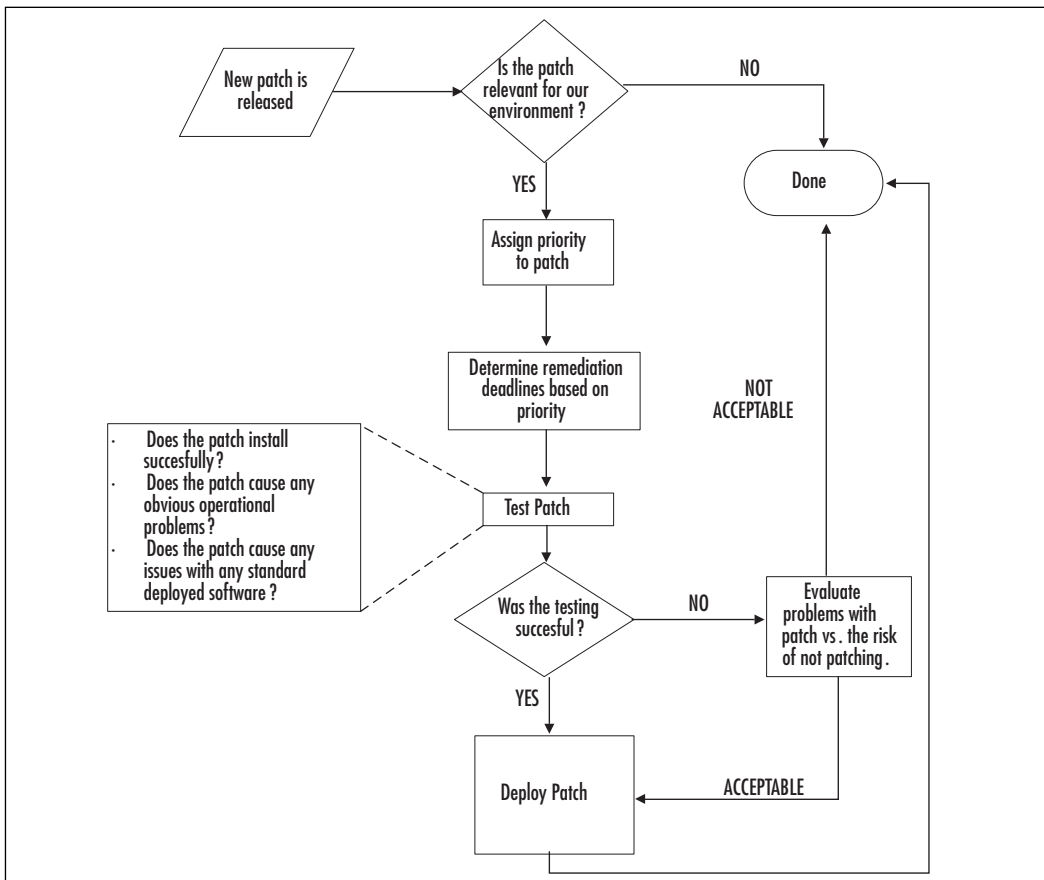 New patch is
released
Is the patch
relevant for our
environment ?
NO
Done
YES
Assign priority
to patch
Determine remediation
deadlines based on
priority
NOT
ACCEPTABLE
· Does the patch install
succesfully?
· Does the patch cause any
obvious operational
problems?
· Does the patch cause any
issues with any standard
deployed software ?
Test Patch
Was the testing
succesful ?
NO
Evaluate
problems with
patch vs . the risk
of not patching .
YES
Deploy Patch
ACCEPTABLE